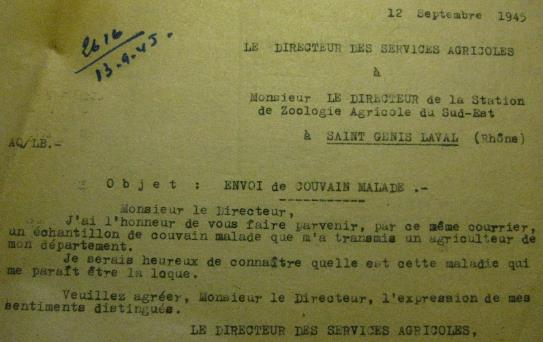 12 Septembre 1945
2616
13.9.45.
LE DIRECTEUR DES SERVICES AGRICOLES
à
Monsieur LE DIRECTEUR de la Station
de Zoologie Agricole du Sud-Est
à SAINT GENIS LAVAL (Rhône)
AQ/LB.-
Objet : ENVOI de COUVAIN MALADE .-
Monsieur le Directeur,
J'ai l'honneur de vous faire parvenir, par ce même courrier,
un échantillon de couvain malade que m'a transmis un agriculteur de
mon département.
Je serais heureux de connaître quelle est cette maladie qui
me paraît être la loque.
Veuillez agréer, Monsieur le Directeur, l'expression de mes
sentiments distingués.
LE DIRECTEUR DES SERVICES AGRICOLES,